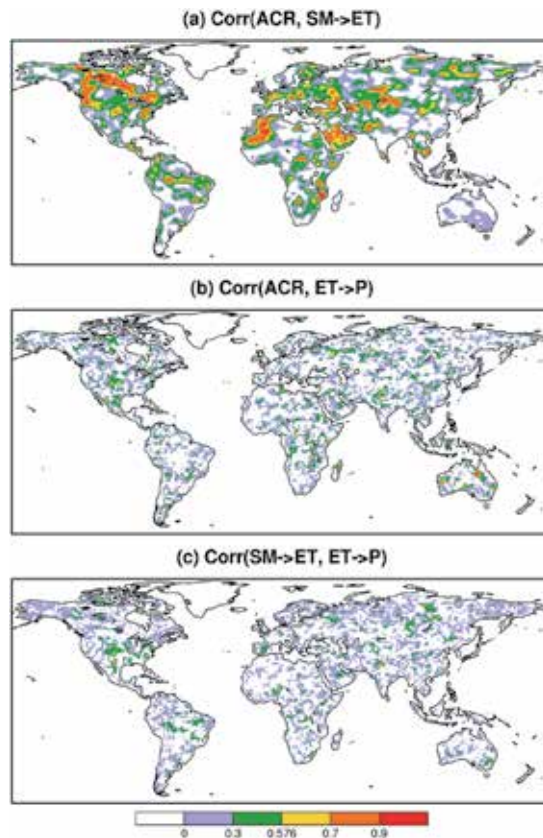 (a) Corr(ACR, SM->ET)
(b) Corr(ACR, ET->P)
(c) Corr(SM->ET, ET->P)
0 0.3 0.576 0.7 0.9